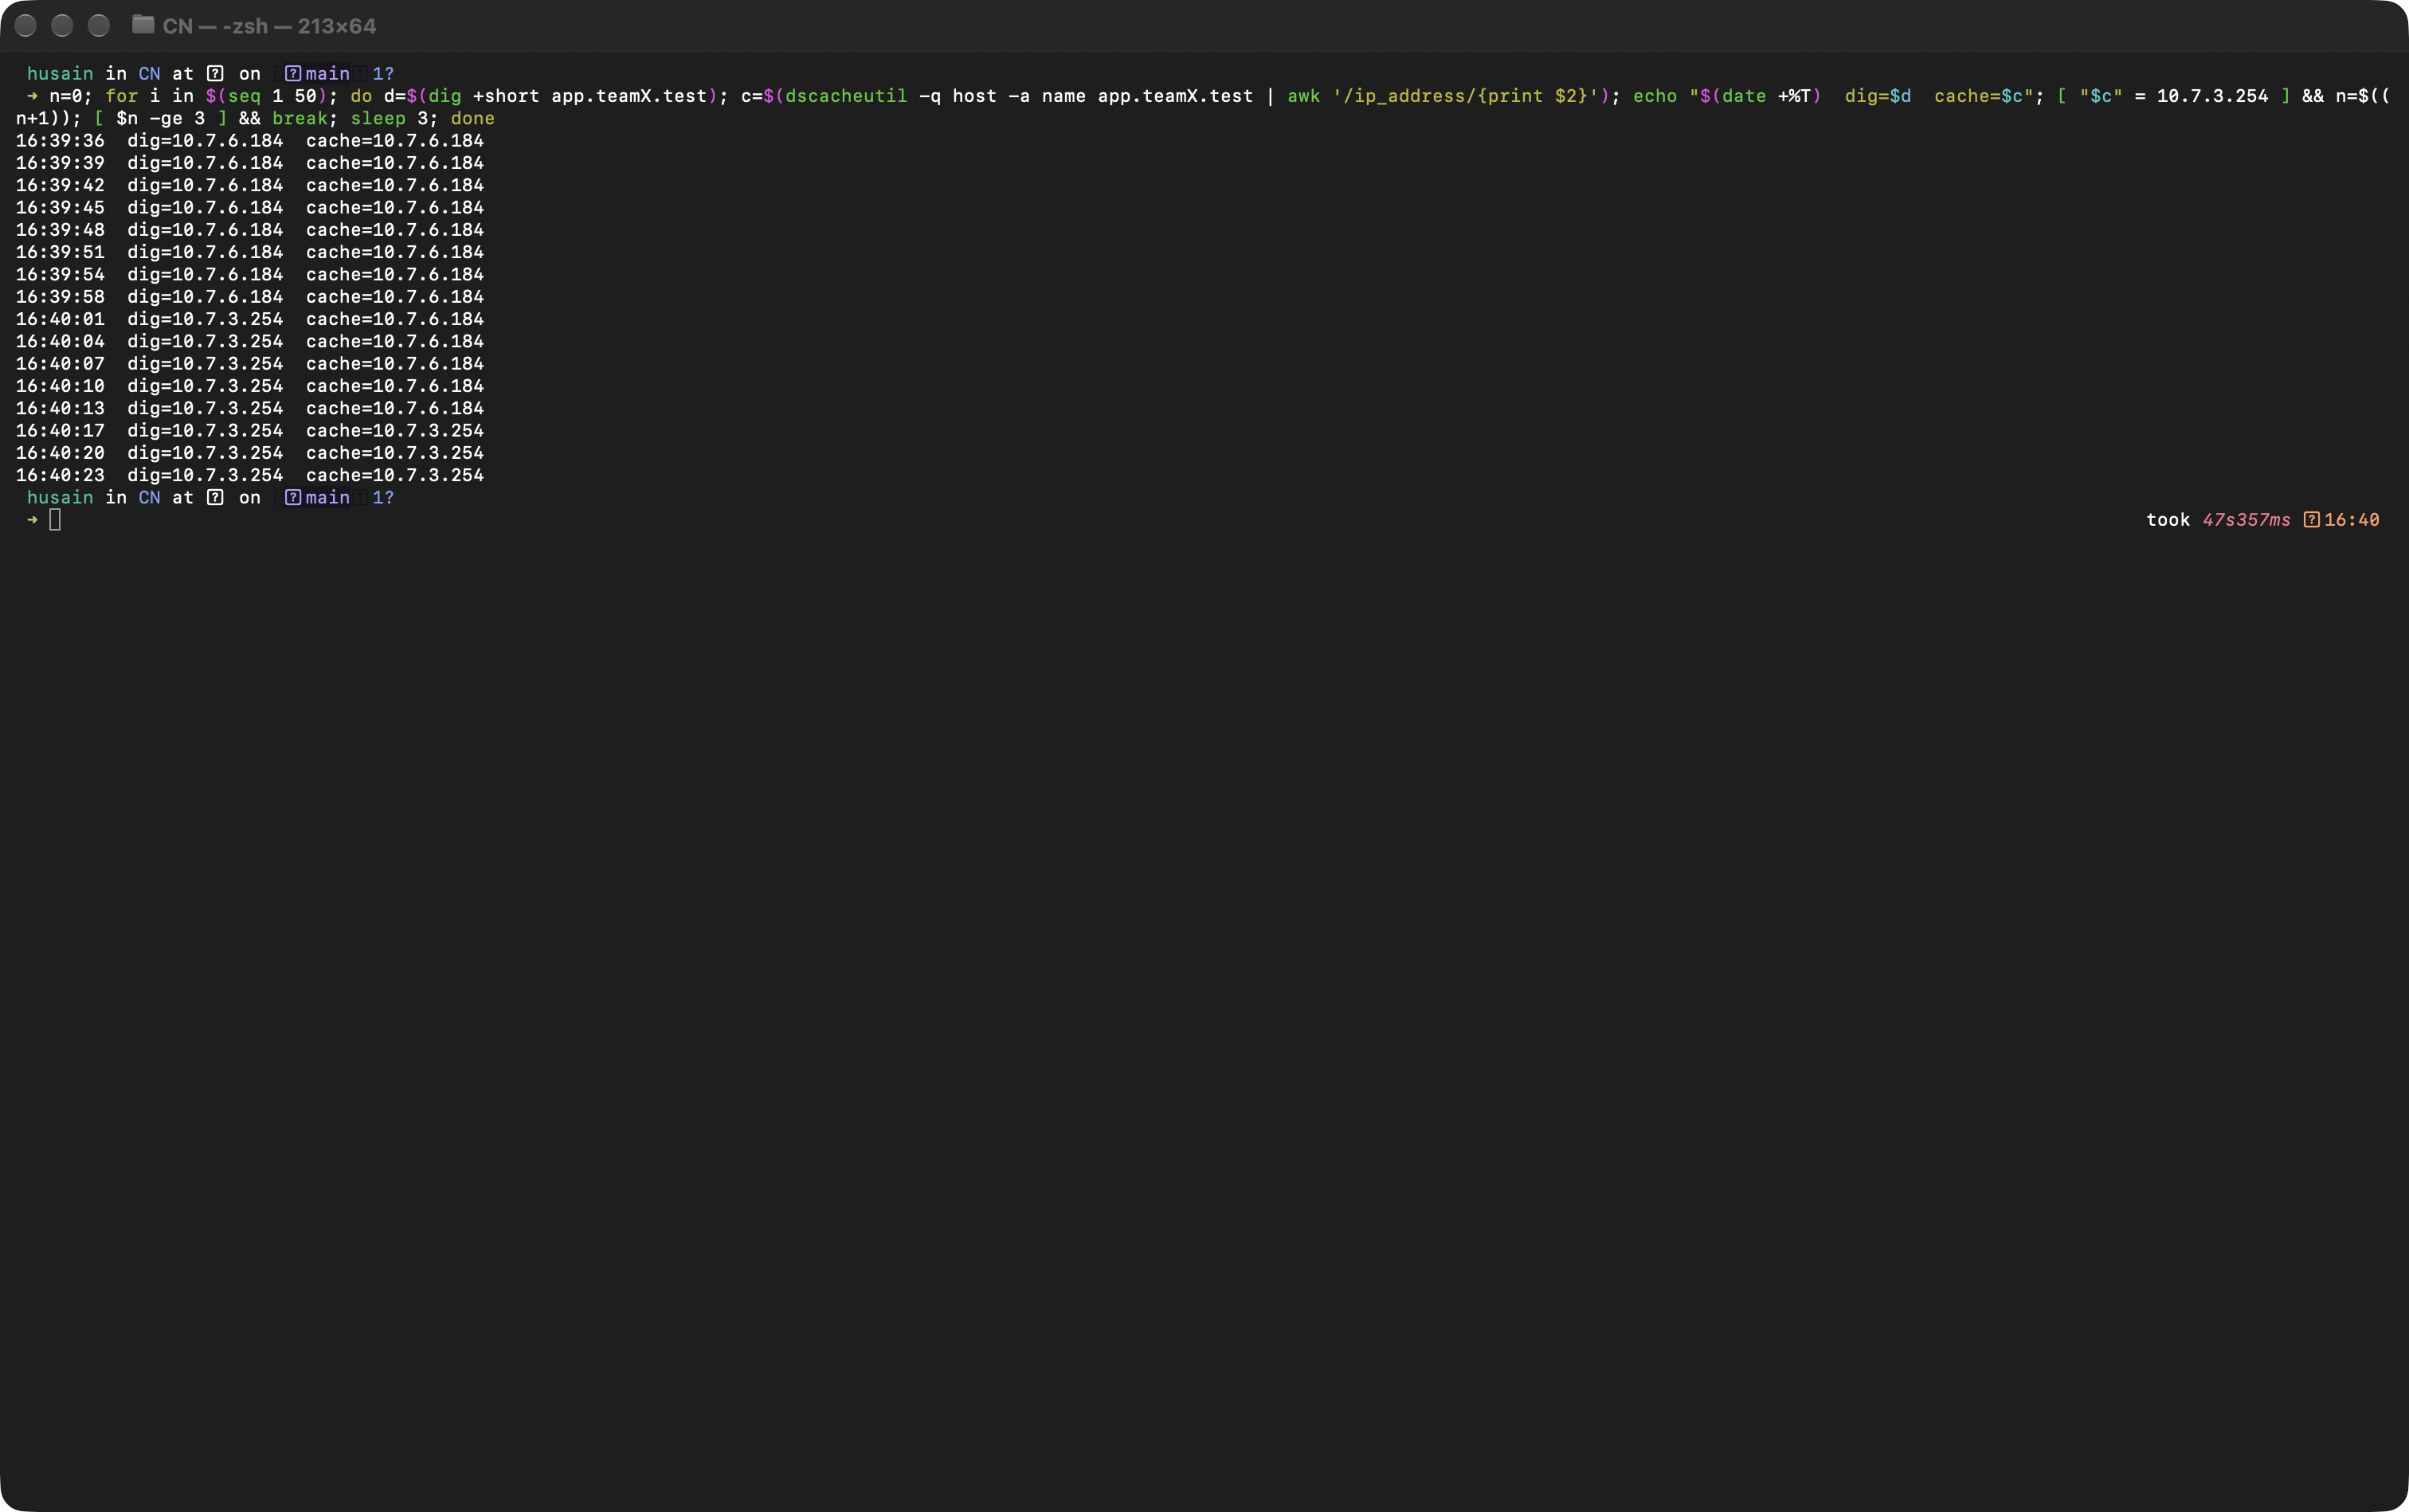 CN — -zsh — 213×64
husain in CN at ? on ? main ? 1?
→ n=0; for i in $(seq 1 50); do d=$(dig +short app.teamX.test); c=$(dscacheutil -q host -a name app.teamX.test | awk '/ip_address/{print $2}'); echo "$(date +%T)  dig=$d  cache=$c"; [ "$c" = 10.7.3.254 ] && n=$((
n+1)); [ $n -ge 3 ] && break; sleep 3; done
16:39:36  dig=10.7.6.184  cache=10.7.6.184
16:39:39  dig=10.7.6.184  cache=10.7.6.184
16:39:42  dig=10.7.6.184  cache=10.7.6.184
16:39:45  dig=10.7.6.184  cache=10.7.6.184
16:39:48  dig=10.7.6.184  cache=10.7.6.184
16:39:51  dig=10.7.6.184  cache=10.7.6.184
16:39:54  dig=10.7.6.184  cache=10.7.6.184
16:39:58  dig=10.7.6.184  cache=10.7.6.184
16:40:01  dig=10.7.3.254  cache=10.7.6.184
16:40:04  dig=10.7.3.254  cache=10.7.6.184
16:40:07  dig=10.7.3.254  cache=10.7.6.184
16:40:10  dig=10.7.3.254  cache=10.7.6.184
16:40:13  dig=10.7.3.254  cache=10.7.6.184
16:40:17  dig=10.7.3.254  cache=10.7.3.254
16:40:20  dig=10.7.3.254  cache=10.7.3.254
16:40:23  dig=10.7.3.254  cache=10.7.3.254
husain in CN at ? on ? main ? 1?
→ took 47s357ms ? 16:40